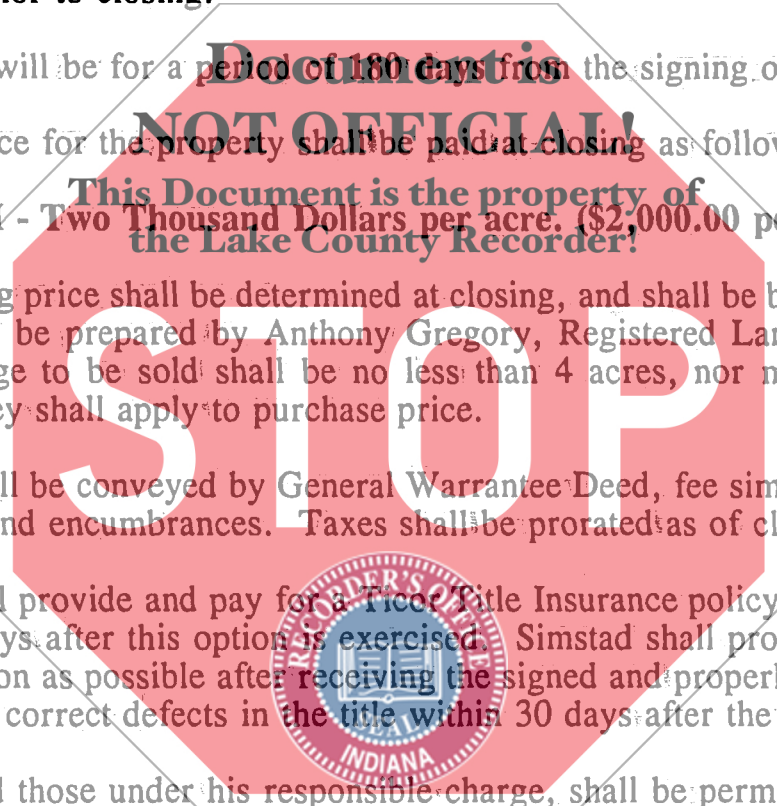 to closing.
will be for a period of 180 days from the signing o
Document is
ce for the property shall be paid at closing as follov
NOT OFFICIAL!
This Document is the property of
- Two Thousand Dollars per acre. ($2,000.00 p
the Lake County Recorder!
g price shall be determined at closing, and shall be b
be prepared by Anthony Gregory, Registered Lan
ge to be sold shall be no less than 4 acres, nor m
ey shall apply to purchase price.
STOP
ll be conveyed by General Warrantee Deed, fee sim
nd encumbrances. Taxes shall be prorated as of cl
l provide and pay for a Ticor Title Insurance policy
ys after this option is exercised. Simstad shall pro
on as possible after receiving the signed and properl
correct defects in the title within 30 days after the
RECORDER'S OFFICE
SEAL
INDIANA
d those under his responsible charge, shall be perm